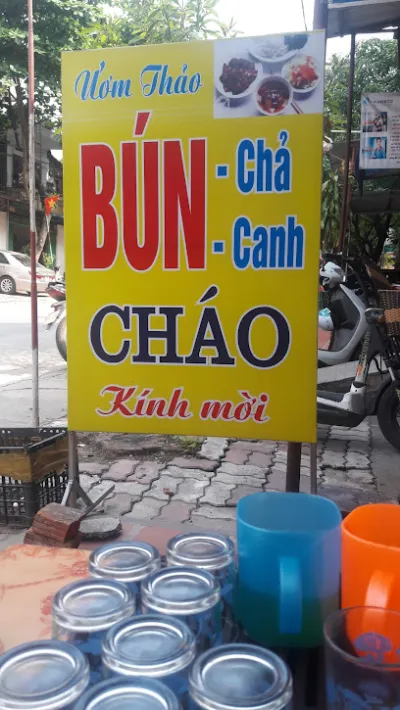 Ươm Thảo
BÚN - Chả
- Canh
CHÁO
Kính mời